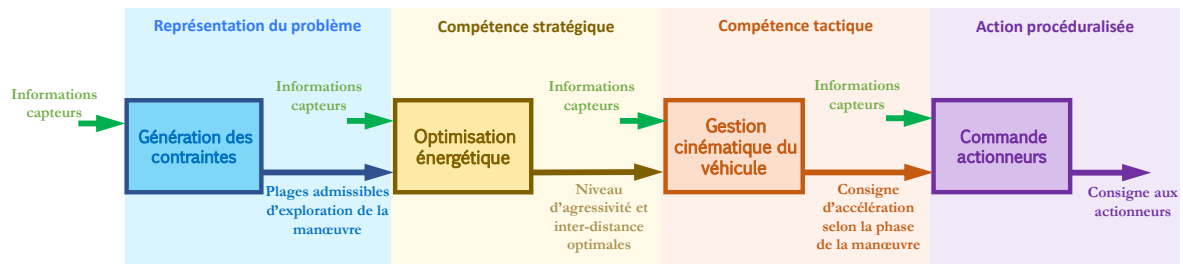 Représentation du problème
Compétence stratégique
Compétence tactique
Action procéduralisée
Informations
capteurs
Génération des
contraintes
Plages admissibles
d'exploration de la
manœuvre
Informations
capteurs
Optimisation
énergétique
Niveau
d'agressivité et
inter-distance
optimales
Informations
capteurs
Gestion
cinématique du
véhicule
Consigne
d'accélération
selon la phase
de la manœuvre
Informations
capteurs
Commande
actionneurs
Consigne aux
actionneurs